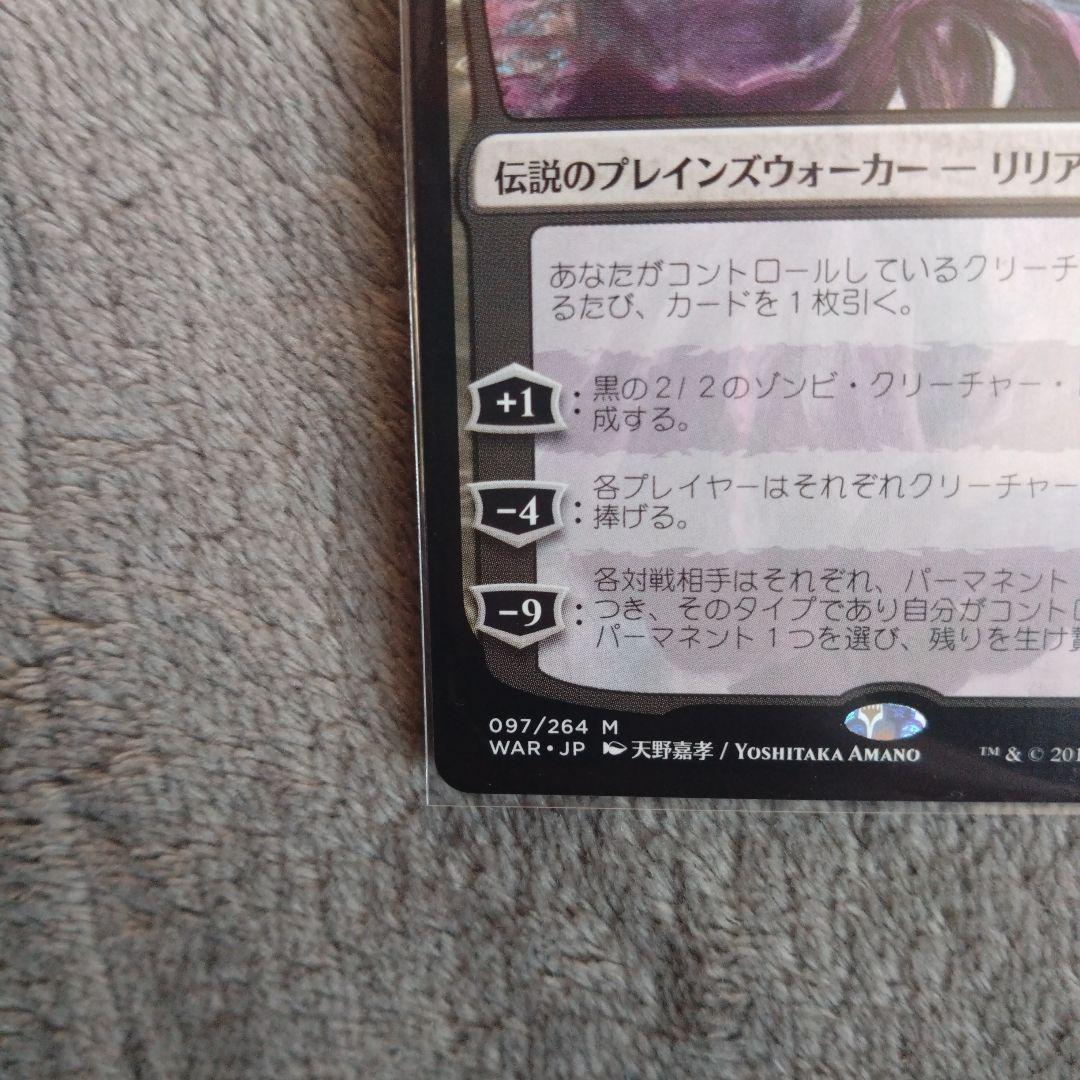 伝説のプレインズウォーカー — リリア
あなたがコントロールしているクリーチ
るたび、カードを1枚引く。
+1 : 黒の2/2のゾンビ・クリーチャー・
成する。
-4 : 各プレイヤーはそれぞれクリーチャー
捧げる。
各対戦相手はそれぞれ、パーマネント
-9 : つき、そのタイプであり自分がコントロ
パーマネント1つを選び、残りを生け
097/264 M
WAR・JP 天野嘉孝 / YOSHITAKA AMANO ™ & © 201